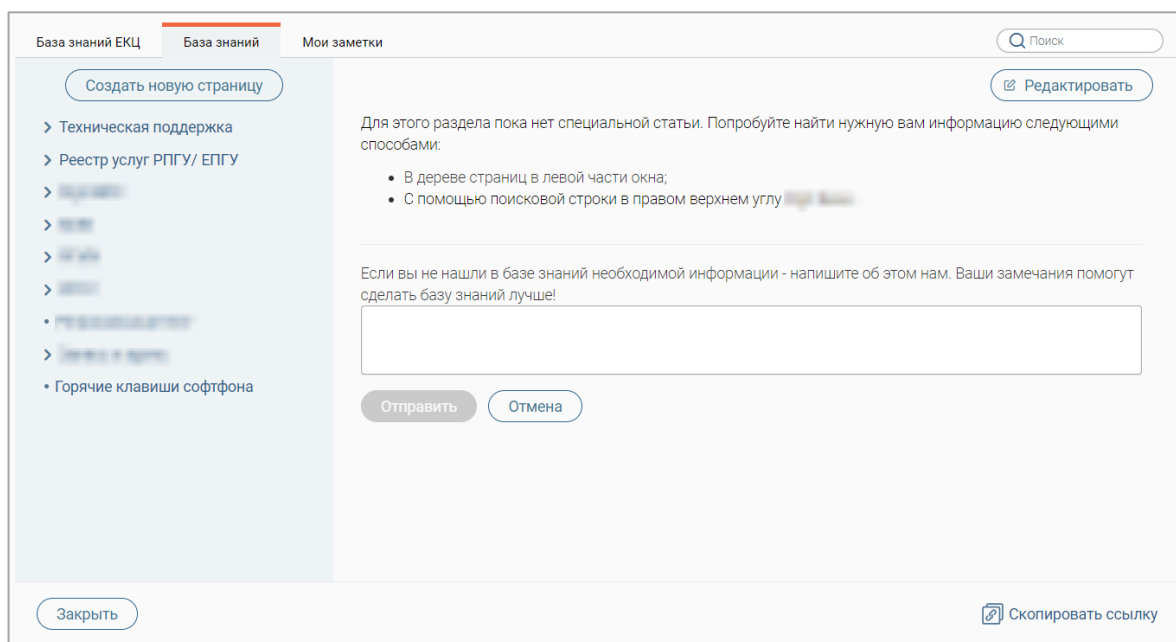 База знаний ЕКЦ База знаний Мои заметки Поиск
Создать новую страницу
Редактировать
Техническая поддержка
Реестр услуг РПГУ/ ЕПГУ
Горячие клавиши софтфона
Для этого раздела пока нет специальной статьи. Попробуйте найти нужную вам информацию следующими
способами:
В дереве страниц в левой части окна;
С помощью поисковой строки в правом верхнем углу
Если вы не нашли в базе знаний необходимой информации - напишите об этом нам. Ваши замечания помогут
сделать базу знаний лучше!
Отправить Отмена
Закрыть
Скопировать ссылку